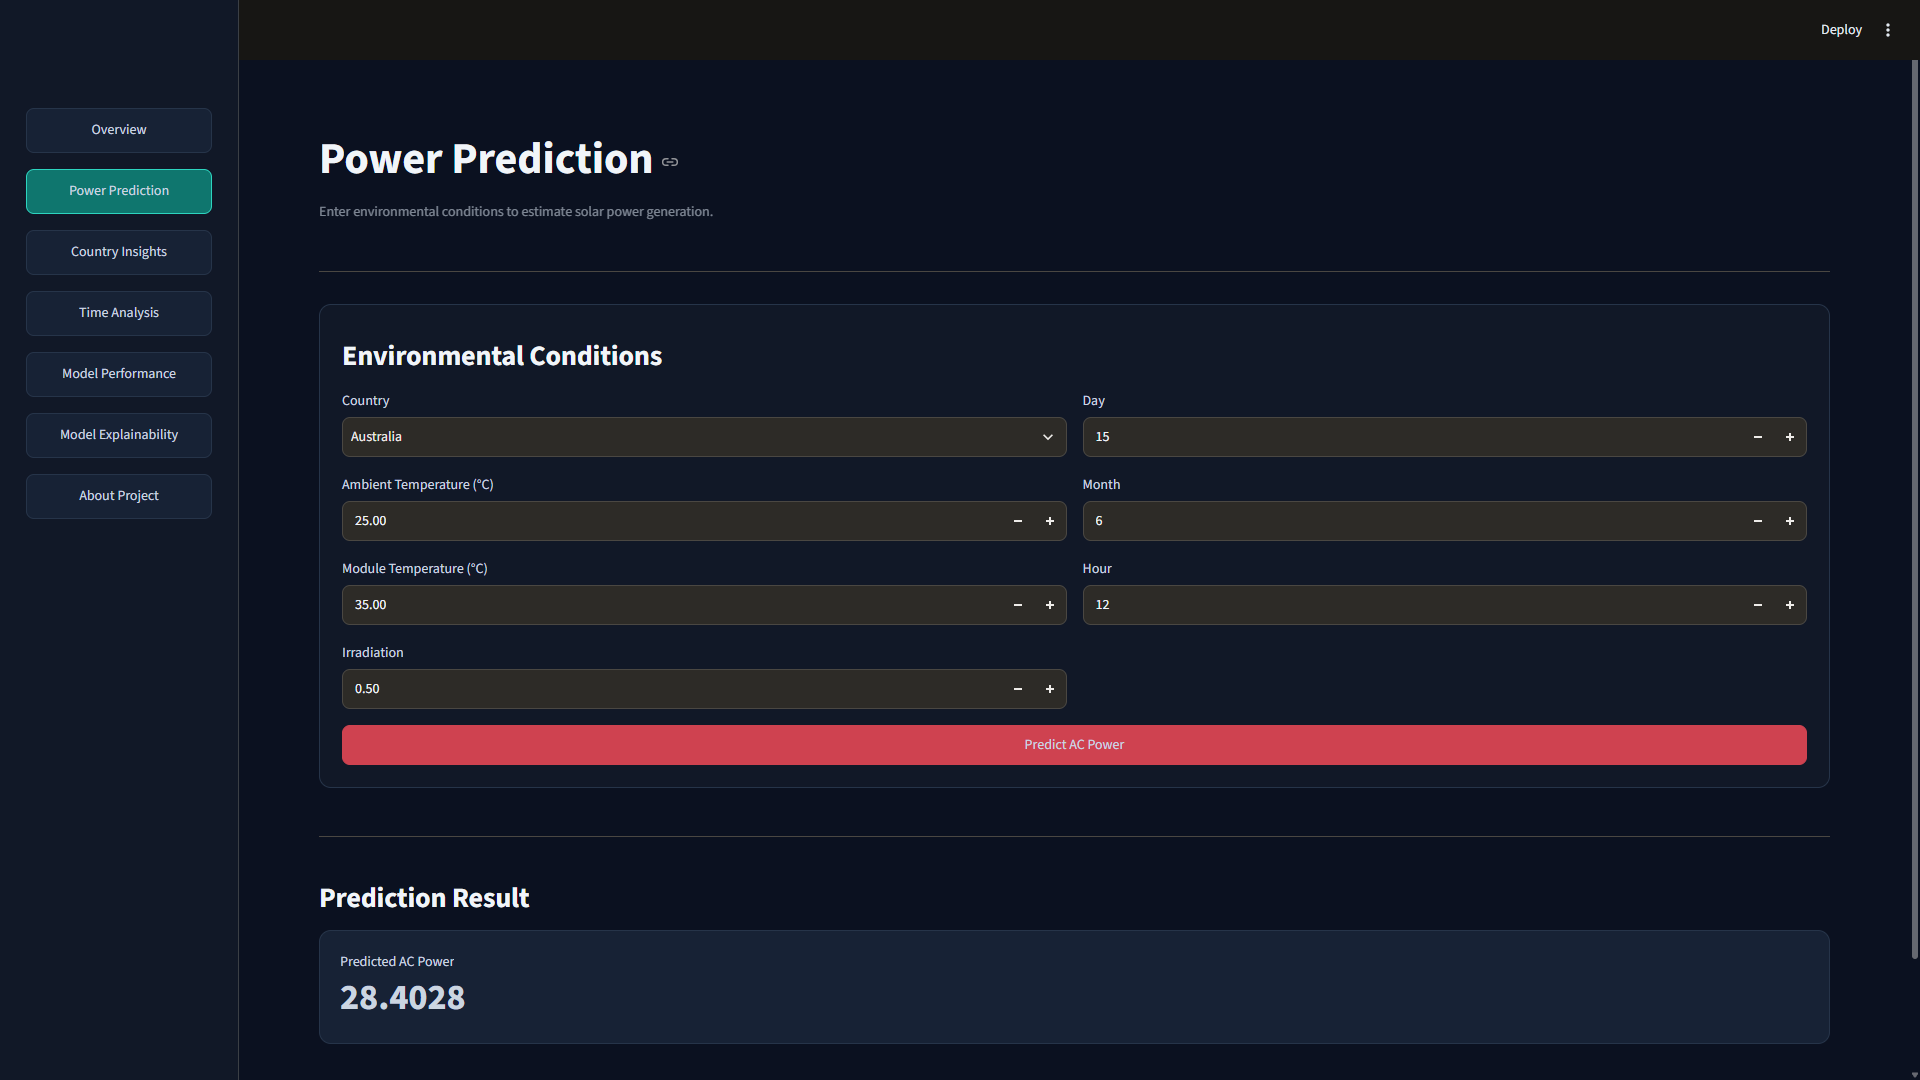 Deploy
Overview
Power Prediction
Country Insights
Time Analysis
Model Performance
Model Explainability
About Project
Power Prediction
Enter environmental conditions to estimate solar power generation.
Environmental Conditions
Country
Australia
Day
15
Ambient Temperature (°C)
25.00
Month
6
Module Temperature (°C)
35.00
Hour
12
Irradiation
0.50
Predict AC Power
Prediction Result
Predicted AC Power
28.4028